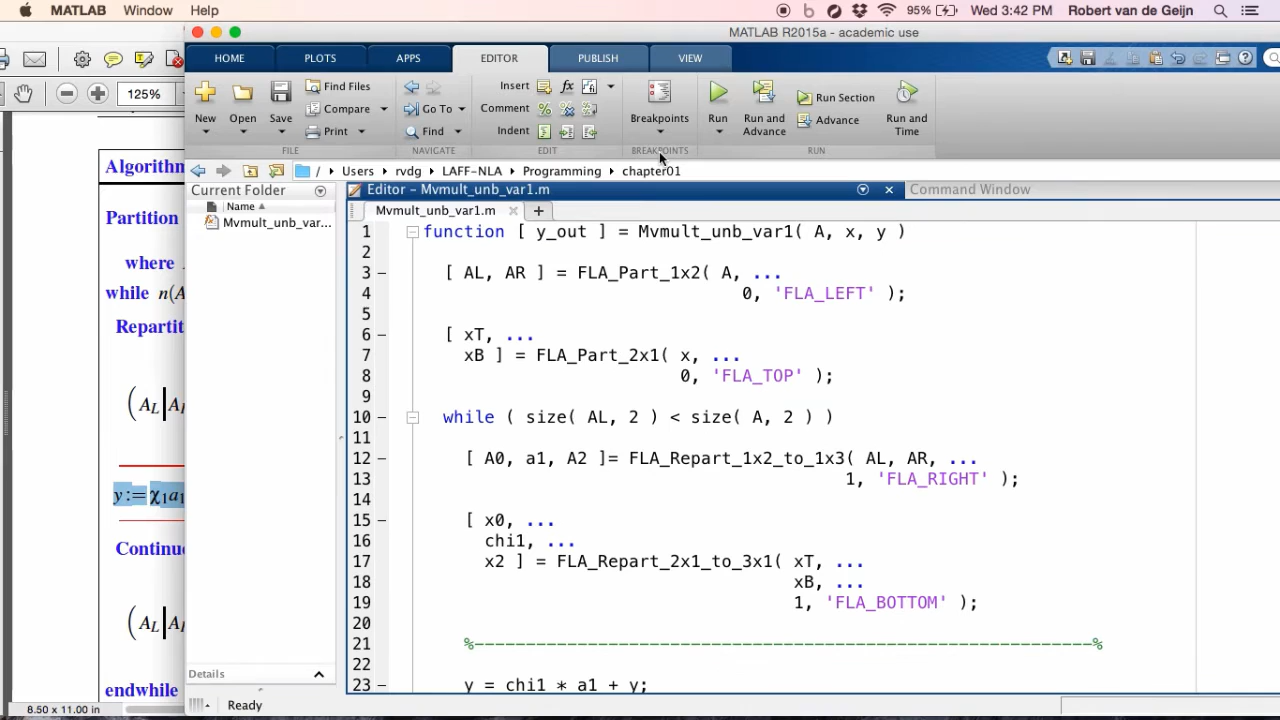 MATLAB Window Help
95% Wed 3:42 PM Robert van de Geijn
MATLAB R2015a - academic use
HOME PLOTS APPS EDITOR PUBLISH VIEW
125%
New Open Save
Find Files
Compare
Print
Go To
Find
Insert
Comment
Indent
Breakpoints
Run
Run and Advance
Run Section
Advance
Run and Time
FILE NAVIGATE EDIT BREAKPOINTS RUN
/ Users rvdg LAFF-NLA Programming chapter01
Current Folder
Name
Mvmult_unb_var...
Details
Ready
Editor - Mvmult_unb_var1.m
Command Window
Mvmult_unb_var1.m
1 function [ y_out ] = Mvmult_unb_var1( A, x, y )
2
3 [ AL, AR ] = FLA_Part_1x2( A, ...
4 0, 'FLA_LEFT' );
5
6 [ xT, ...
7 xB ] = FLA_Part_2x1( x, ...
8 0, 'FLA_TOP' );
9
10 while ( size( AL, 2 ) < size( A, 2 ) )
11
12 [ A0, a1, A2 ]= FLA_Repart_1x2_to_1x3( AL, AR, ...
13 1, 'FLA_RIGHT' );
14
15 [ x0, ...
16 chi1, ...
17 x2 ] = FLA_Repart_2x1_to_3x1( xT, ...
18 xB, ...
19 1, 'FLA_BOTTOM' );
20
21 %------------------------------------------------------------%
22
23 y = chi1 * a1 + y;
Algorithm
Partition
where
while n(A
Repartit
( A_L | A
y := χ1a1
Continue
( A_L | A
endwhile
8.50 x 11.00 in